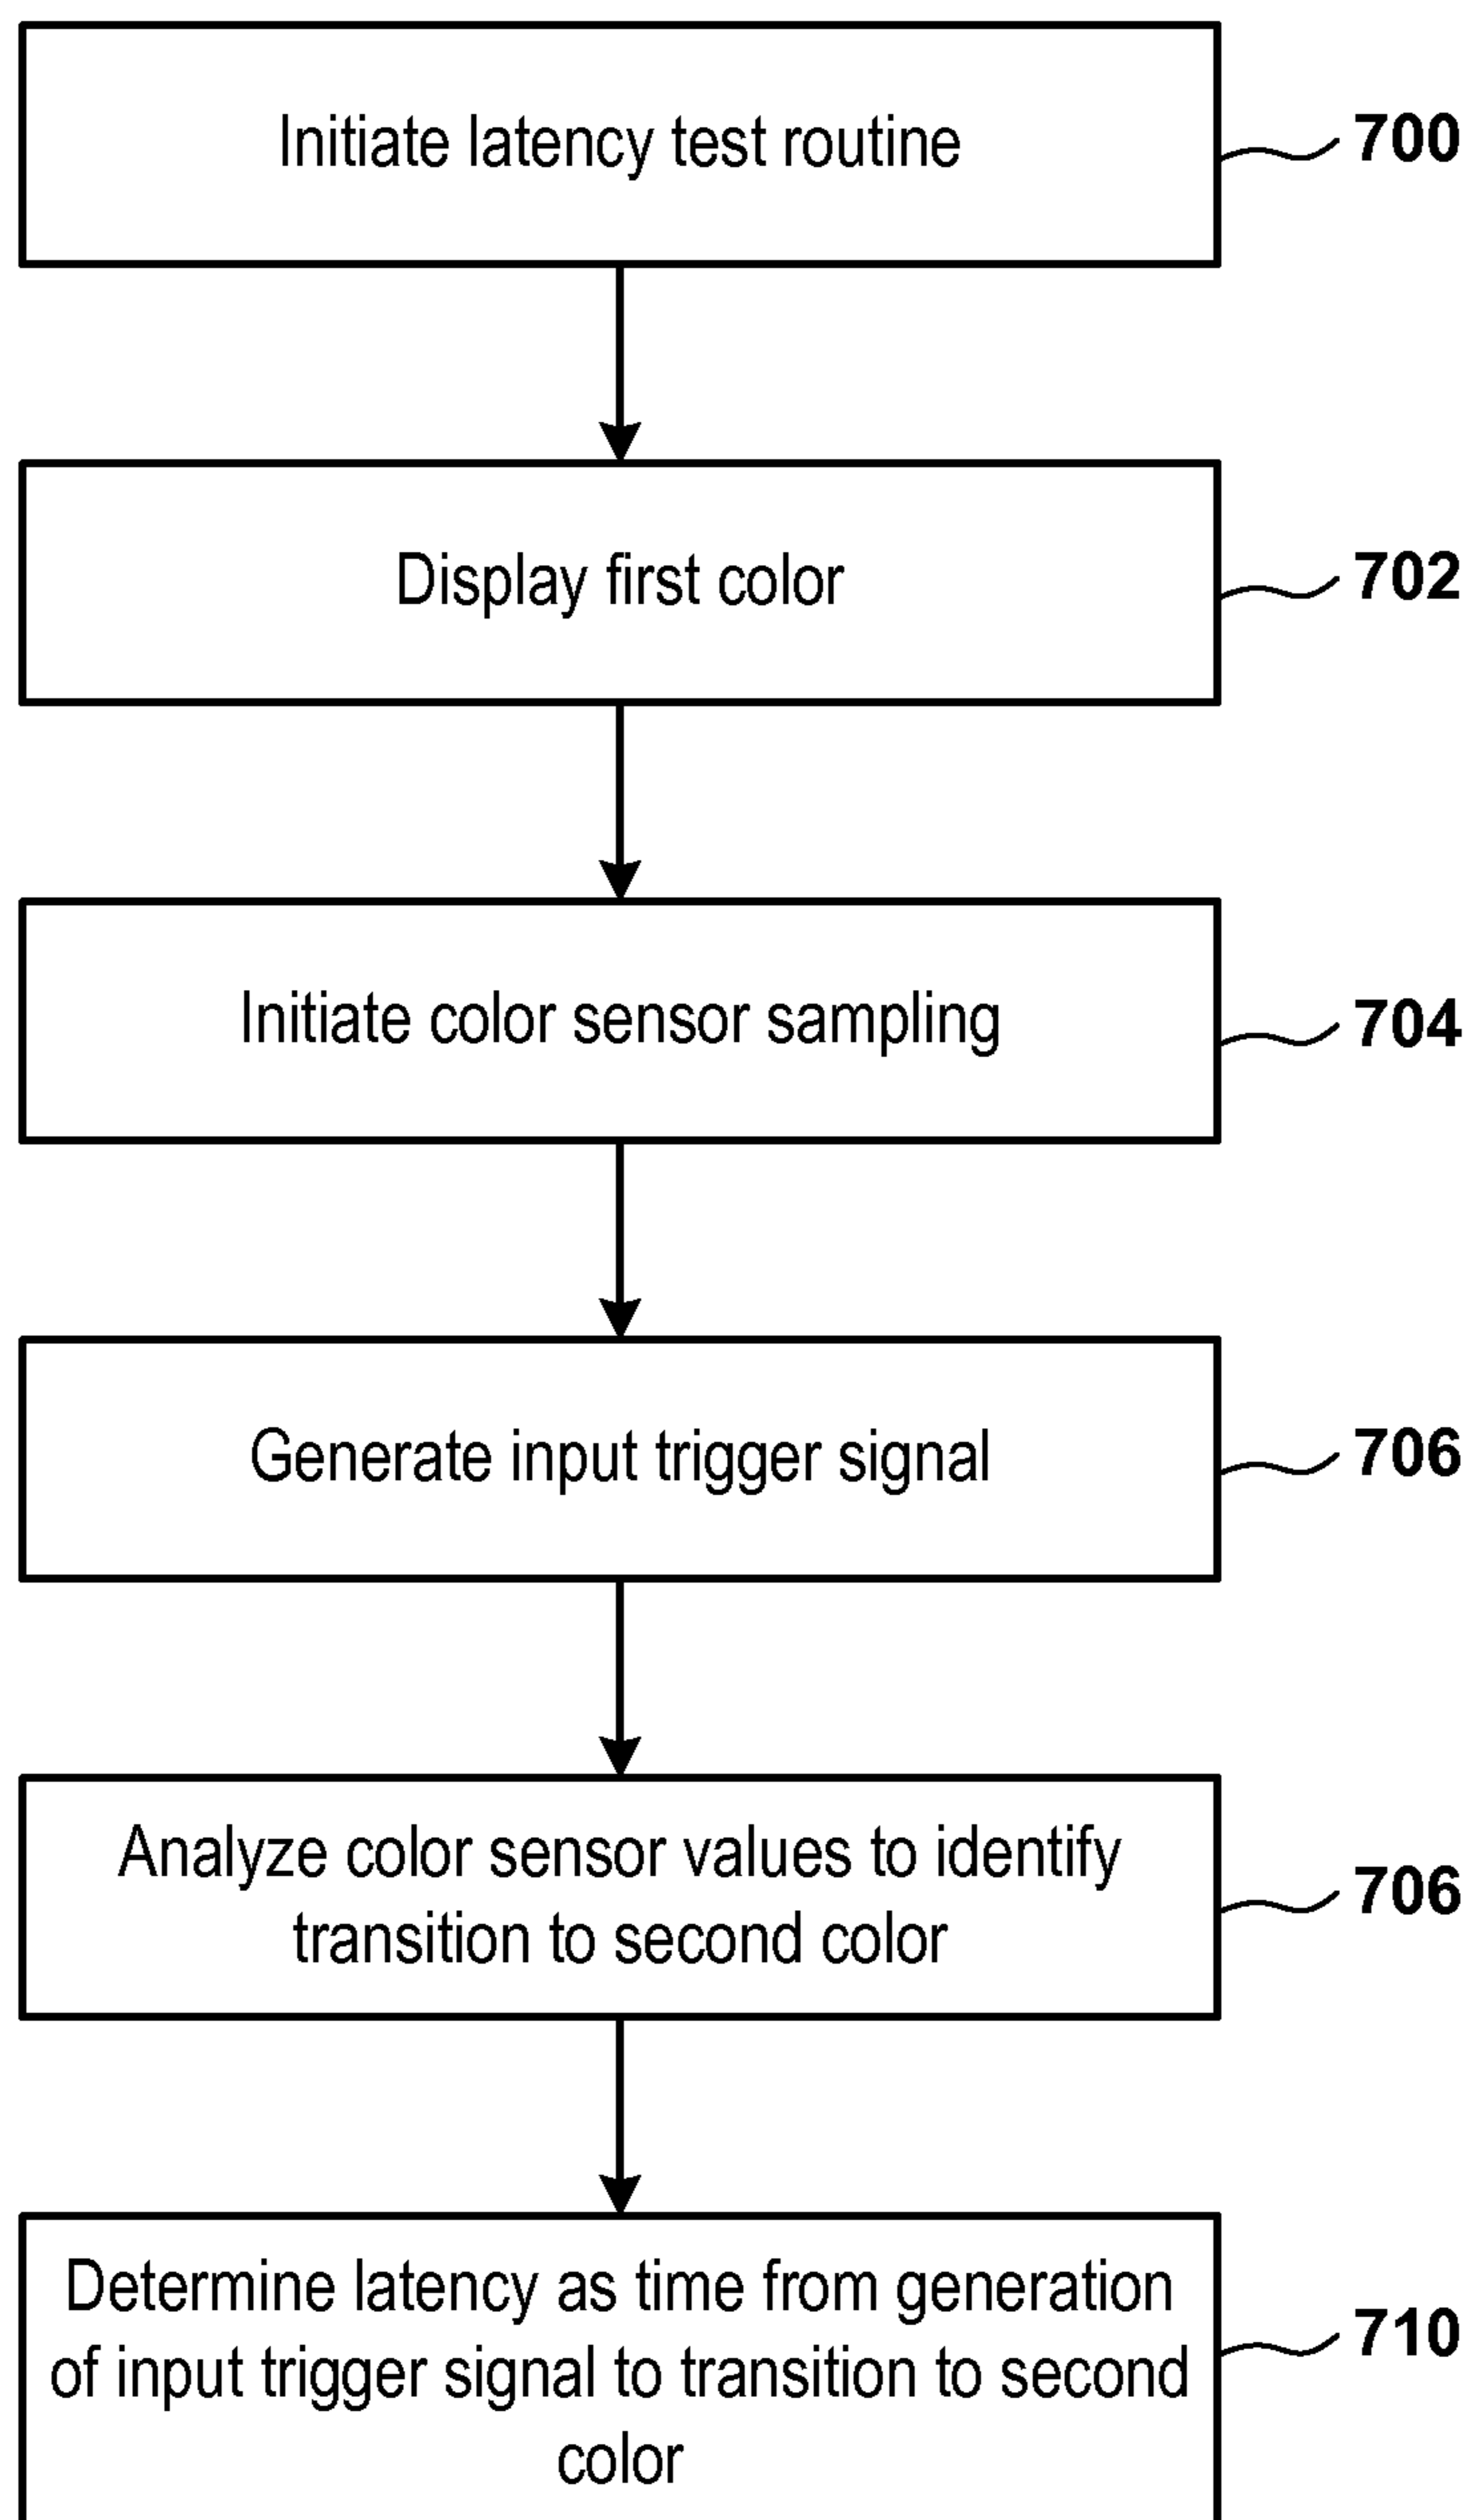 Initiate latency test routine
700
Display first color
702
Initiate color sensor sampling
704
Generate input trigger signal
706
Analyze color sensor values to identify
transition to second color
706
Determine latency as time from generation
of input trigger signal to transition to second
color
710